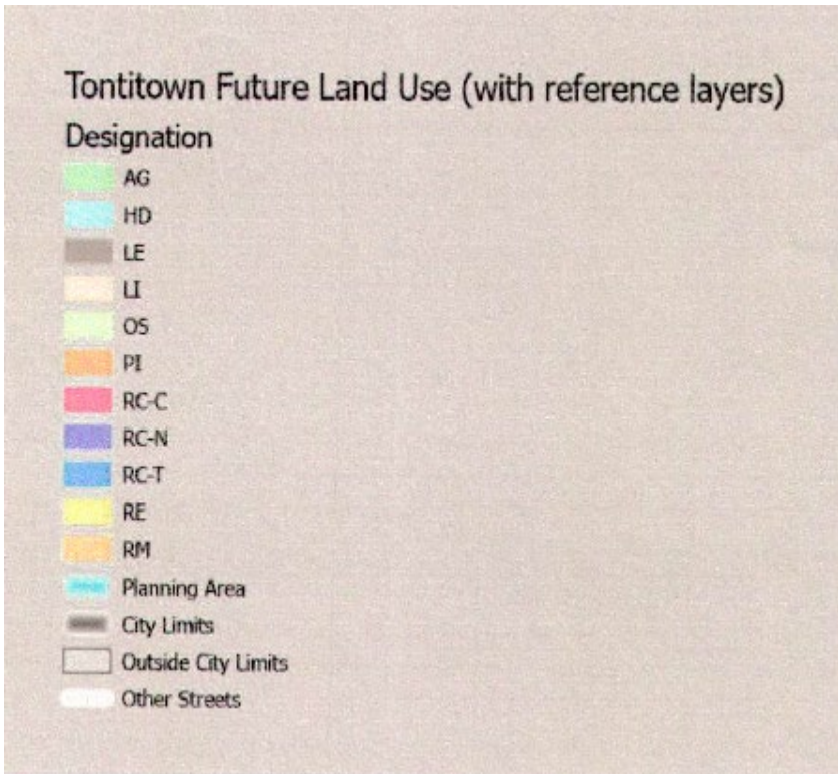 Tontitown Future Land Use (with reference layers)
Designation
AG
HD
LE
LI
OS
PI
RC-C
RC-N
RC-T
RE
RM
Planning Area
City Limits
Outside City Limits
Other Streets